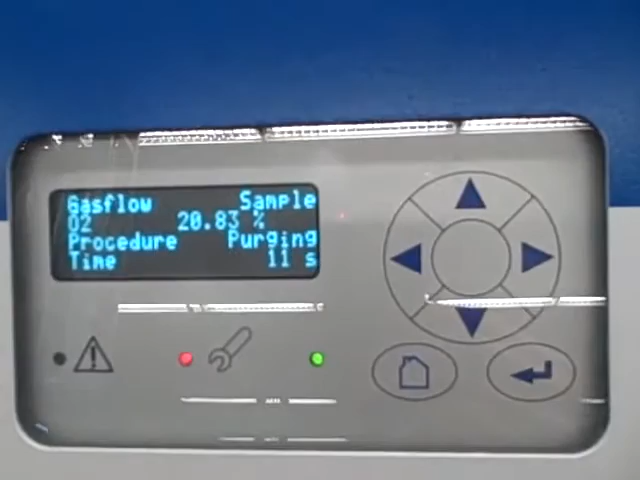 Gasflow Sample
O2 20.83 %
Procedure Purging
Time 11 s